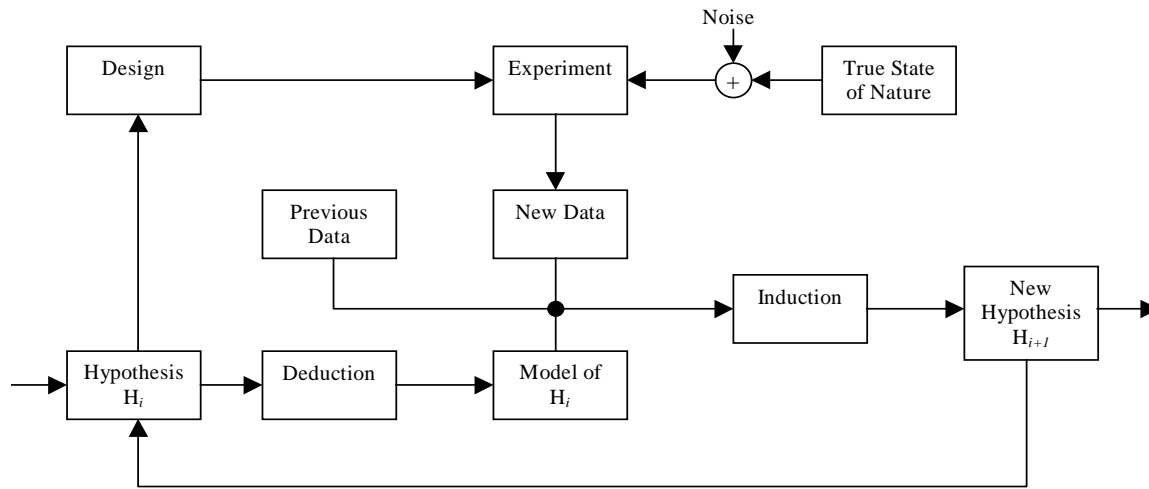 Noise
Design
Experiment
+
True State
of Nature
Previous
Data
New Data
Induction
New
Hypothesis
H_{i+1}
Hypothesis
H_i
Deduction
Model of
H_i